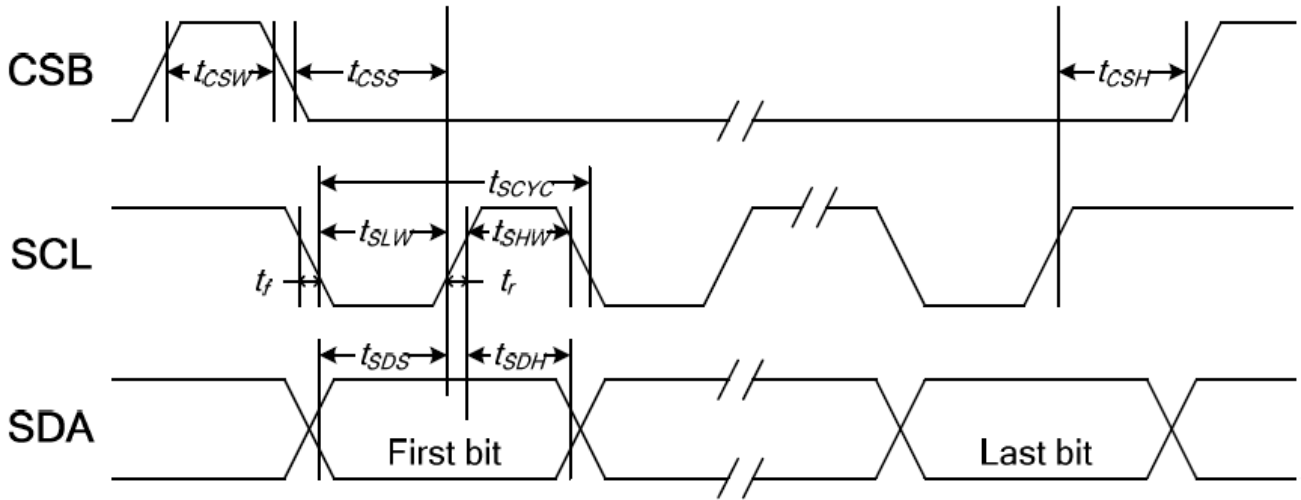 CSB
tCSW
tCSS
tCSH
tSCYC
SCL
tSLW
tSHW
tf
tr
tSDS
tSDH
SDA
First bit
Last bit